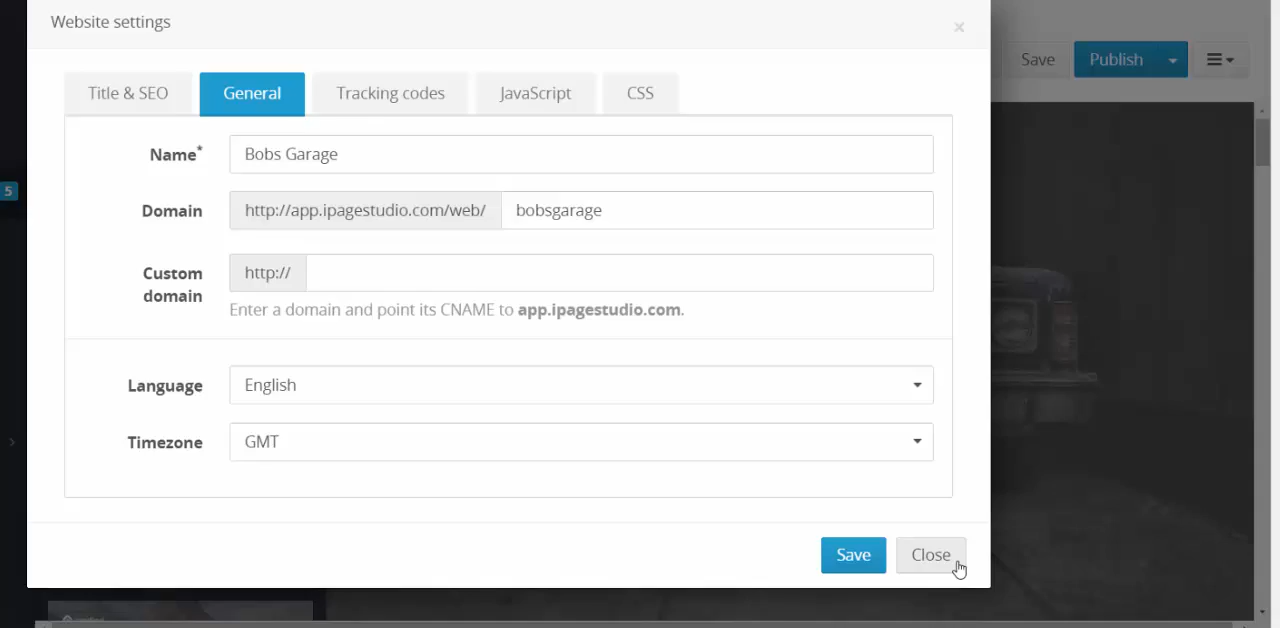 Website settings
×
Save
Publish
Title & SEO
General
Tracking codes
JavaScript
CSS
Name*
Bobs Garage
5
Domain
http://app.ipagestudio.com/web/
bobsgarage
Custom domain
http://
Enter a domain and point its CNAME to app.ipagestudio.com.
Language
English
Timezone
GMT
Save
Close